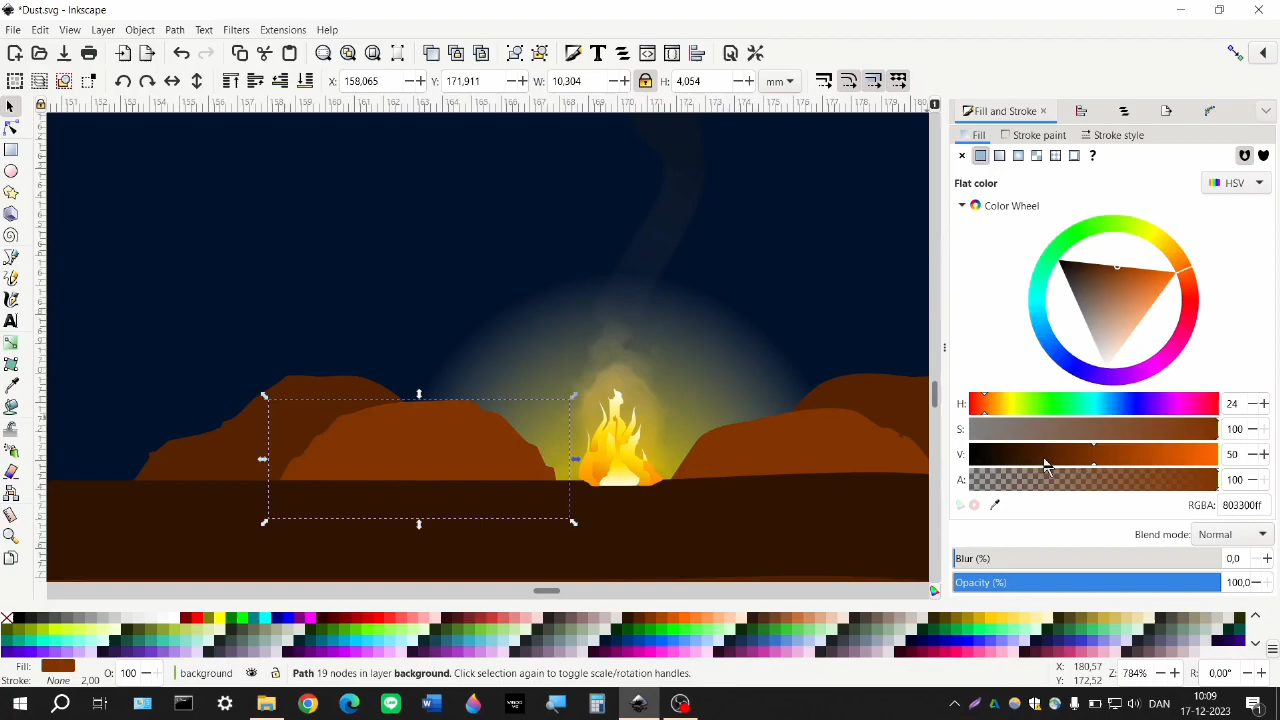 *Dust.svg - Inkscape
File Edit View Layer Object Path Text Filters Extensions Help
X: 158,065 Y: 171,911 W: 10,304 H: 4,054 mm
Fill and Stroke
Fill Stroke paint Stroke style
?
Flat color HSV
Color Wheel
H: 24
S: 100
V: 50
A: 100
RGBA: 803300ff
Blend mode: Normal
Blur (%) 0,0
Opacity (%) 100,0
Fill: O: 100 background Path 19 nodes in layer background. Click selection again to toggle scale/rotation handles. X: 180,57 Z: 784% R: 0,00°
Stroke: None 2,00 Y: 172,52
DAN 10:09
17-12-2023